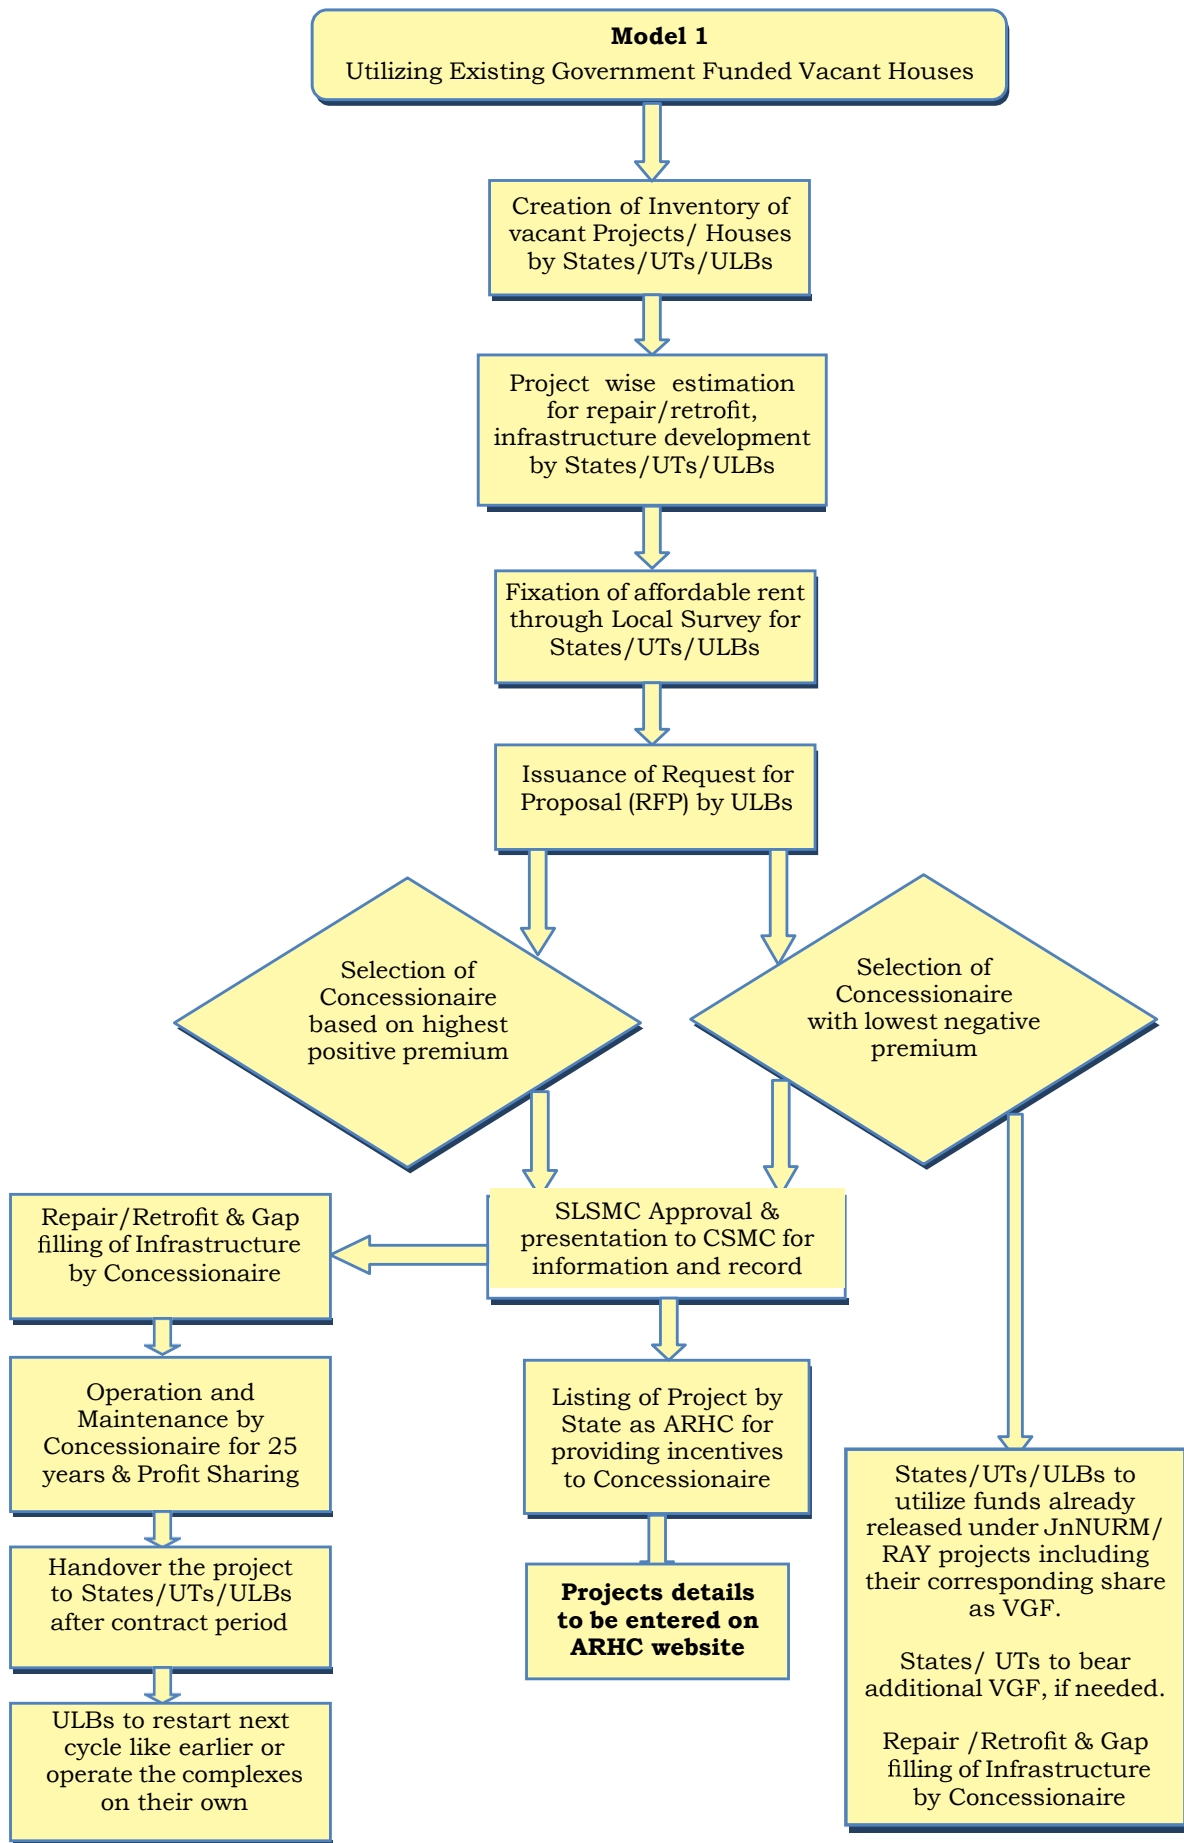 Model 1
Utilizing Existing Government Funded Vacant Houses
Creation of Inventory of
vacant Projects/ Houses
by States/UTs/ULBs
Project wise estimation
for repair/retrofit,
infrastructure development
by States/UTs/ULBs
Fixation of affordable rent
through Local Survey for
States/UTs/ULBs
Issuance of Request for
Proposal (RFP) by ULBs
Selection of
Concessionaire
based on highest
positive premium
Selection of
Concessionaire
with lowest negative
premium
SLSMC Approval &
presentation to CSMC for
information and record
Repair/Retrofit & Gap
filling of Infrastructure
by Concessionaire
Operation and
Maintenance by
Concessionaire for 25
years & Profit Sharing
Handover the project
to States/UTs/ULBs
after contract period
ULBs to restart next
cycle like earlier or
operate the complexes
on their own
Listing of Project by
State as ARHC for
providing incentives
to Concessionaire
Projects details
to be entered on
ARHC website
States/UTs/ULBs to
utilize funds already
released under JnNURM/
RAY projects including
their corresponding share
as VGF.
States/ UTs to bear
additional VGF, if needed.
Repair /Retrofit & Gap
filling of Infrastructure
by Concessionaire